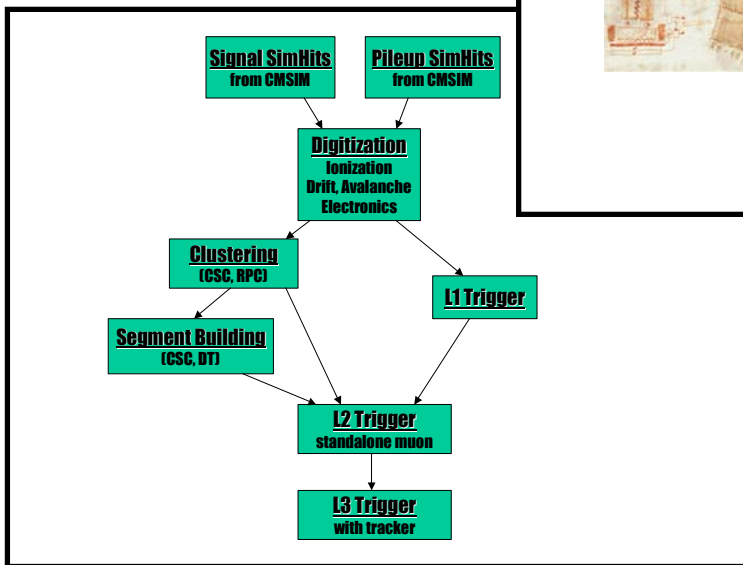 Signal SimHits
from CMSIM
Pileup SimHits
from CMSIM
Digitization
Ionization
Drift, Avalanche
Electronics
Clustering
(CSC, RPC)
L1 Trigger
Segment Building
(CSC, DT)
L2 Trigger
standalone muon
L3 Trigger
with tracker